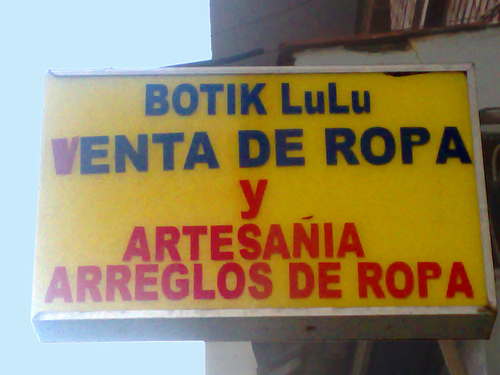 BOTIK LuLu
VENTA DE ROPA
y
ARTESAÑIA
ARREGLOS DE ROPA